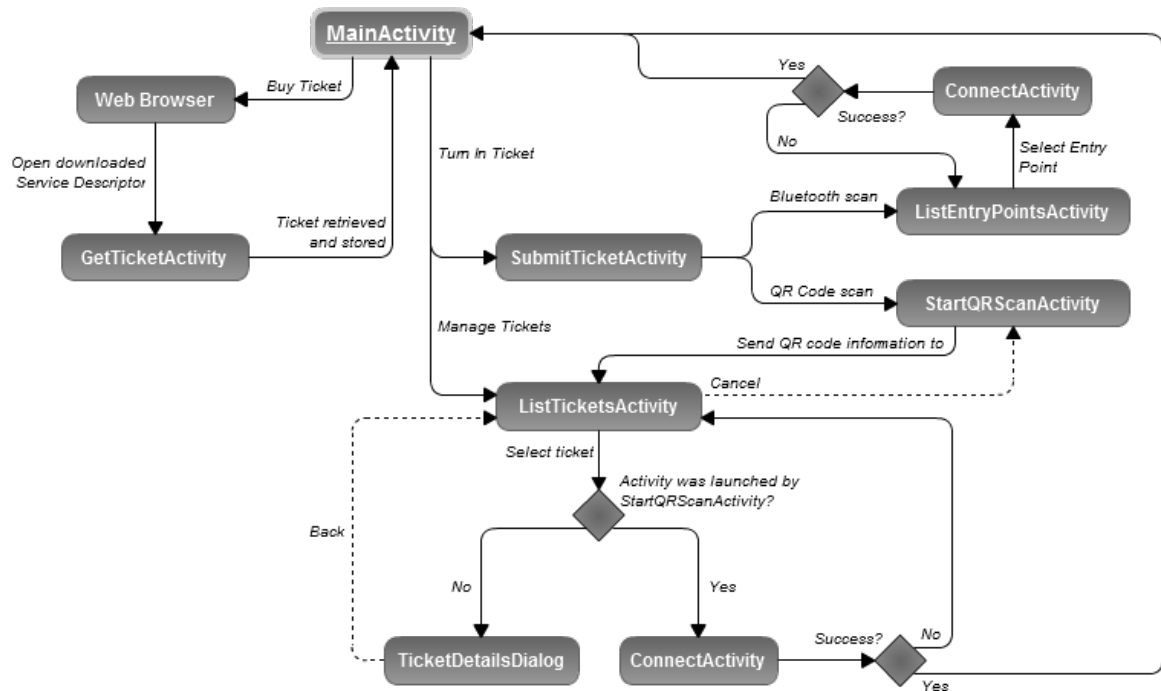 MainActivity
Yes
Web Browser
Buy Ticket
ConnectActivity
Success?
No
Turn In Ticket
Select Entry
Point
Open downloaded
Service Descriptor
Bluetooth scan
ListEntryPointsActivity
Ticket retrieved
and stored
GetTicketActivity
SubmitTicketActivity
QR Code scan
StartQRScanActivity
Manage Tickets
Send QR code information to
Cancel
ListTicketsActivity
Select ticket
Activity was launched by
StartQRScanActivity?
Back
No
Yes
TicketDetailsDialog
ConnectActivity
Success?
No
Yes